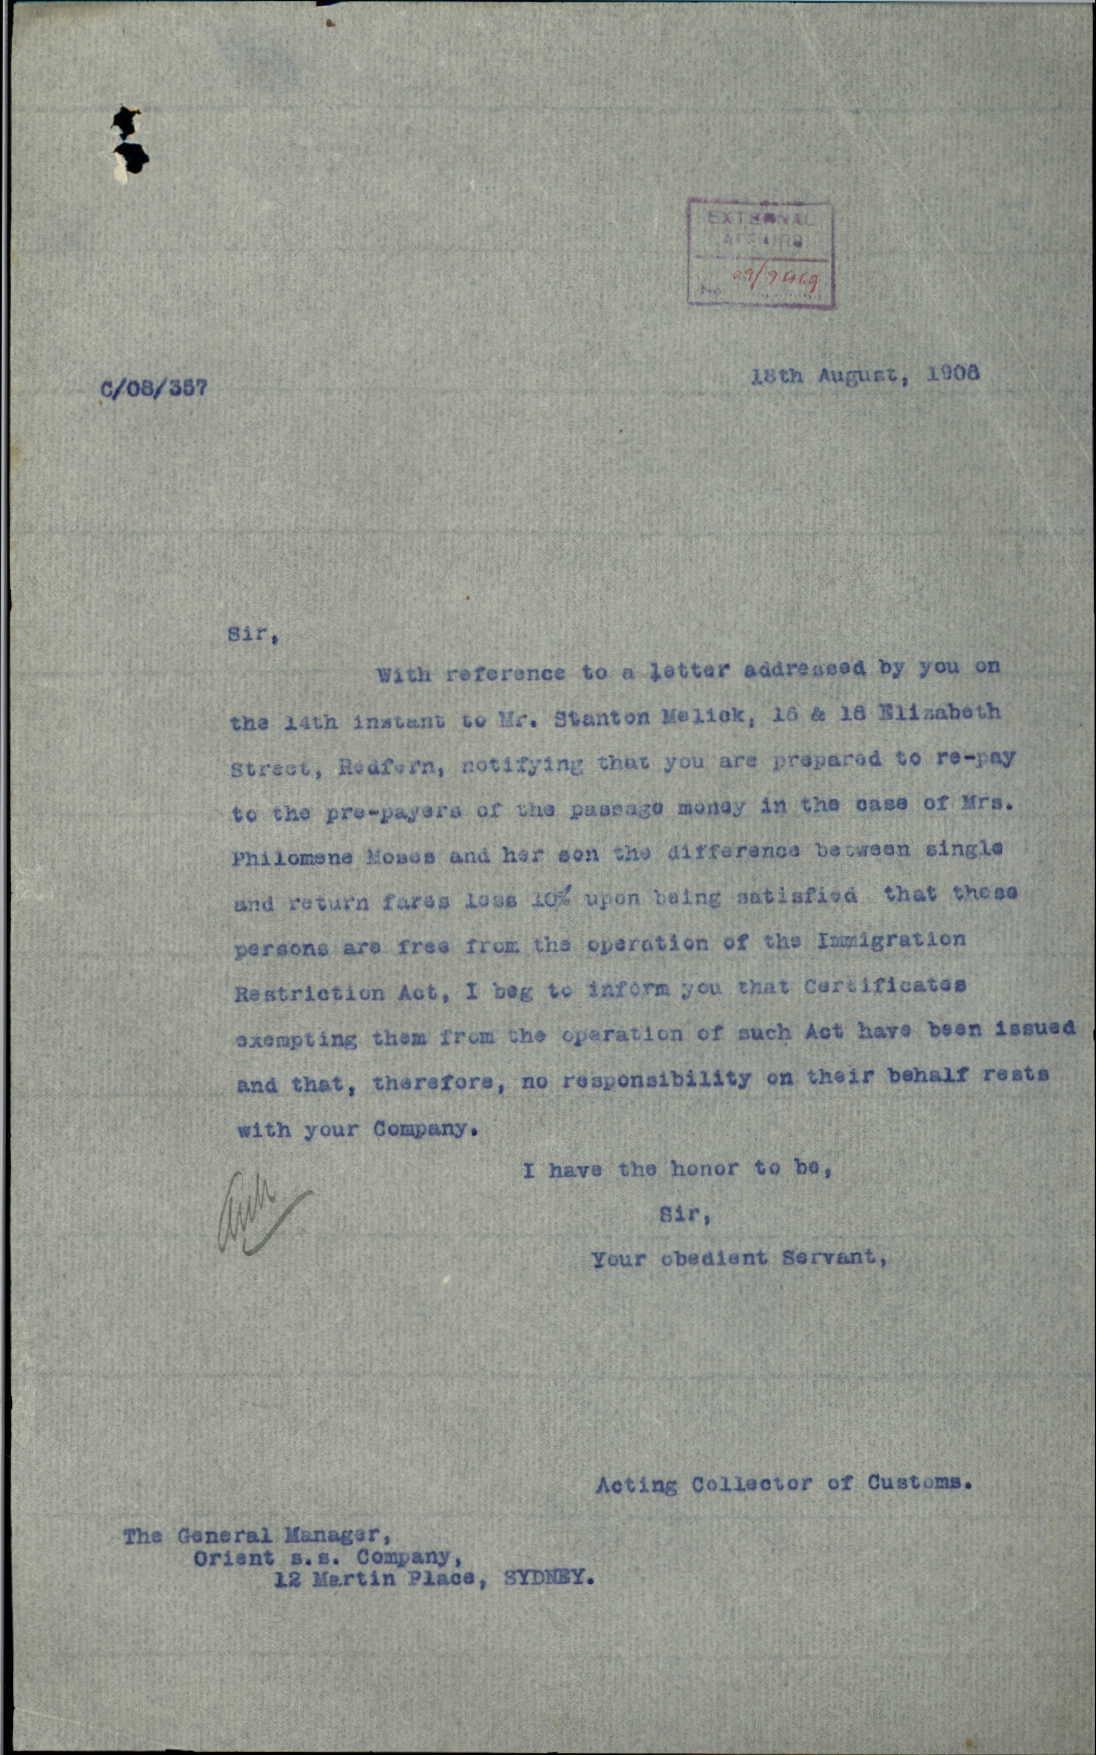 EXTERNAL
AFFAIRS
No. 09/9469
C/08/357
18th August, 1908
Sir,
With reference to a letter addressed by you on
the 14th instant to Mr. Stanton Melick, 16 & 18 Elizabeth
Street, Redfern, notifying that you are prepared to re-pay
to the pre-payers of the passage money in the case of Mrs.
Philomene Moses and her son the difference between single
and return fares less 10% upon being satisfied that these
persons are free from the operation of the Immigration
Restriction Act, I beg to inform you that Certificates
exempting them from the operation of such Act have been issued
and that, therefore, no responsibility on their behalf rests
with your Company.
I have the honor to be,
Sir,
Your obedient Servant,
Acting Collector of Customs.
The General Manager,
Orient s.s. Company,
12 Martin Place, SYDNEY.